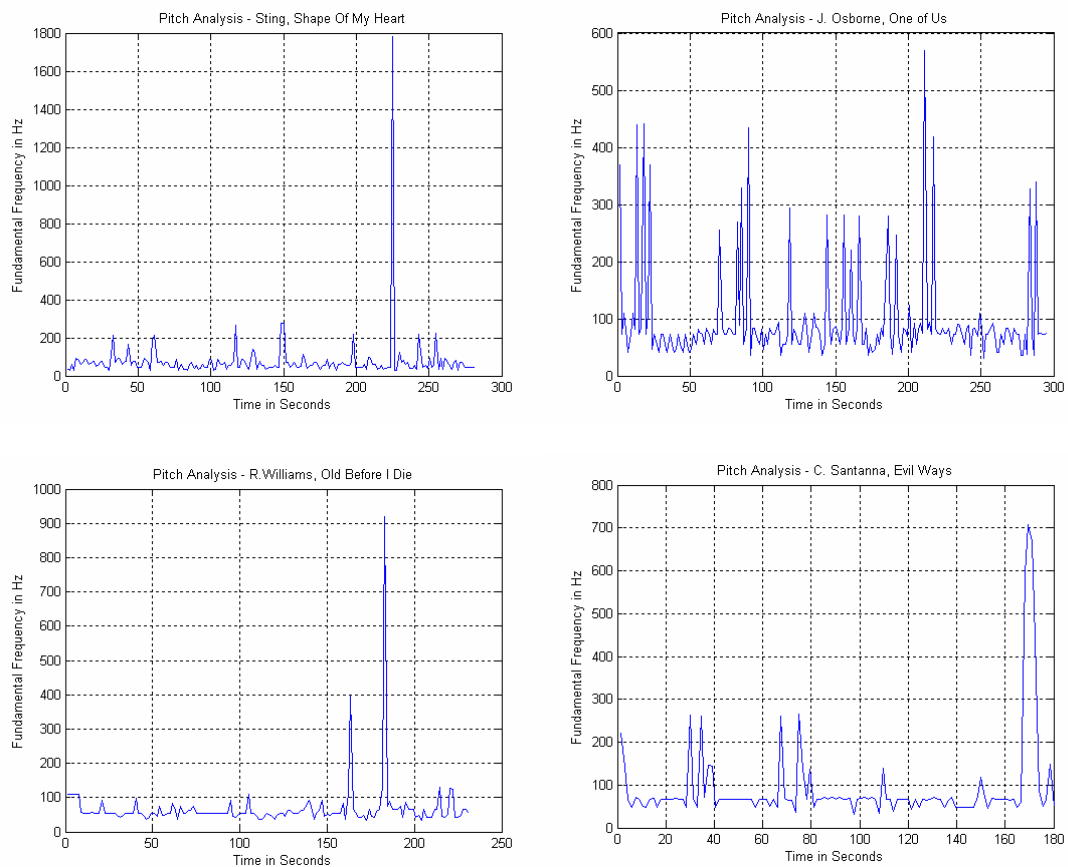 Pitch Analysis - Sting, Shape Of My Heart
1800
1600
1400
1200
1000
800
600
400
200
0
Fundamental Frequency in Hz
0 50 100 150 200 250 300
Time in Seconds
Pitch Analysis - J. Osborne, One of Us
600
500
400
300
200
100
0
Fundamental Frequency in Hz
0 50 100 150 200 250 300
Time in Seconds
Pitch Analysis - R.Williams, Old Before I Die
1000
900
800
700
600
500
400
300
200
100
0
Fundamental Frequency in Hz
0 50 100 150 200 250
Time in Seconds
Pitch Analysis - C. Santanna, Evil Ways
800
700
600
500
400
300
200
100
0
Fundamental Frequency in Hz
0 20 40 60 80 100 120 140 160 180
Time in Seconds